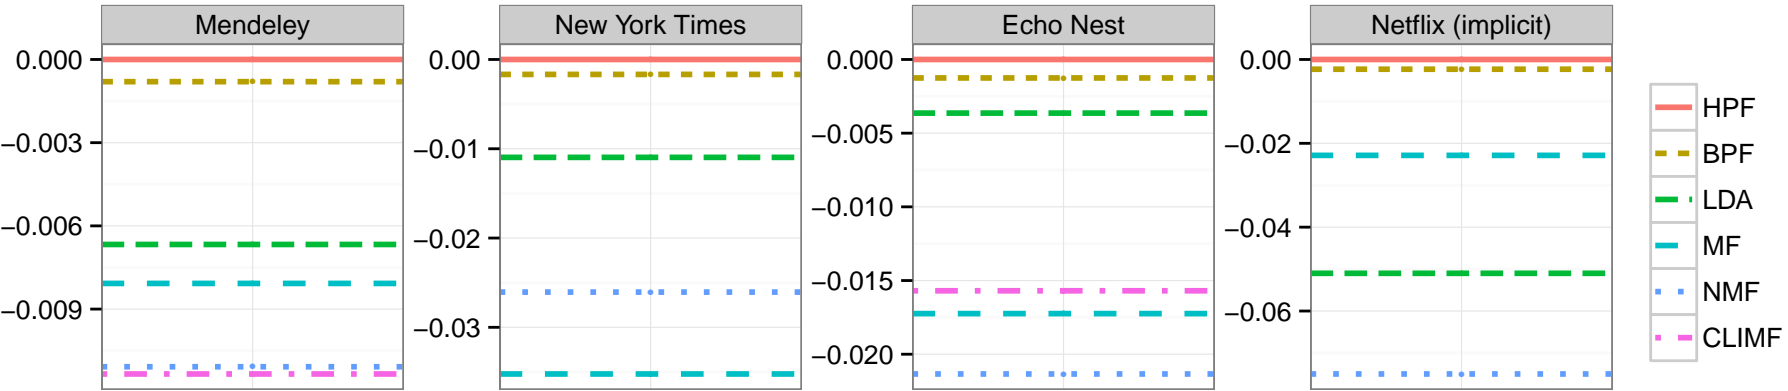 Mendeley
0.000
−0.003
−0.006
−0.009
New York Times
0.00
−0.01
−0.02
−0.03
Echo Nest
0.000
−0.005
−0.010
−0.015
−0.020
Netflix (implicit)
0.00
−0.02
−0.04
−0.06
HPF
BPF
LDA
MF
NMF
CLIMF